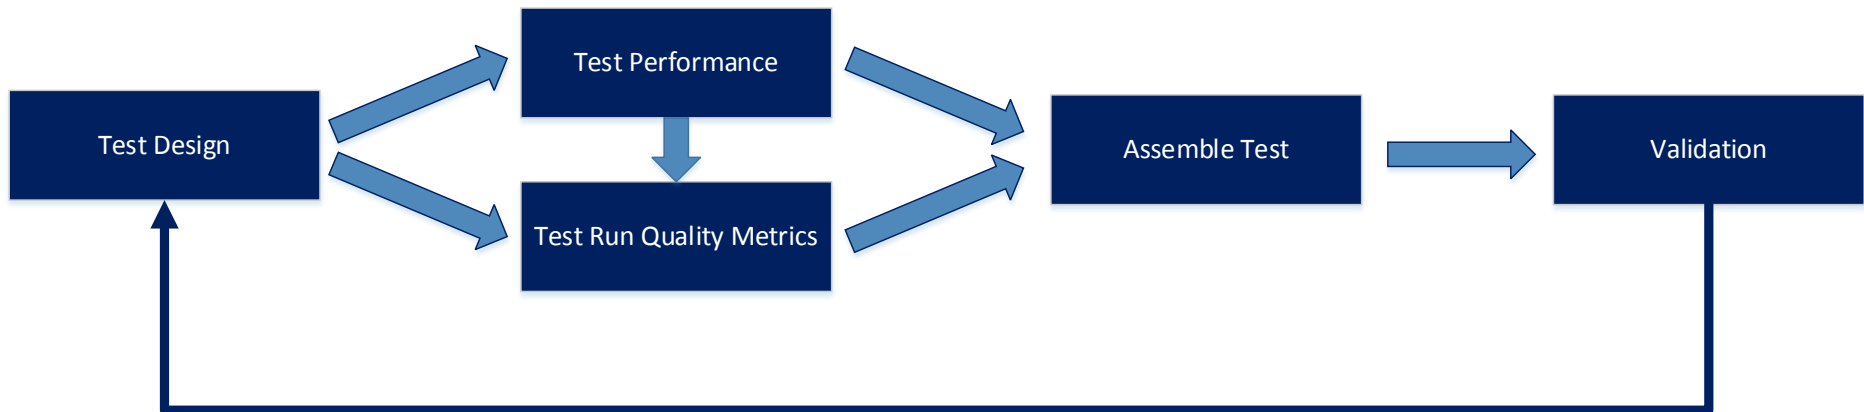 Test Performance
Test Design
Assemble Test
Validation
Test Run Quality Metrics